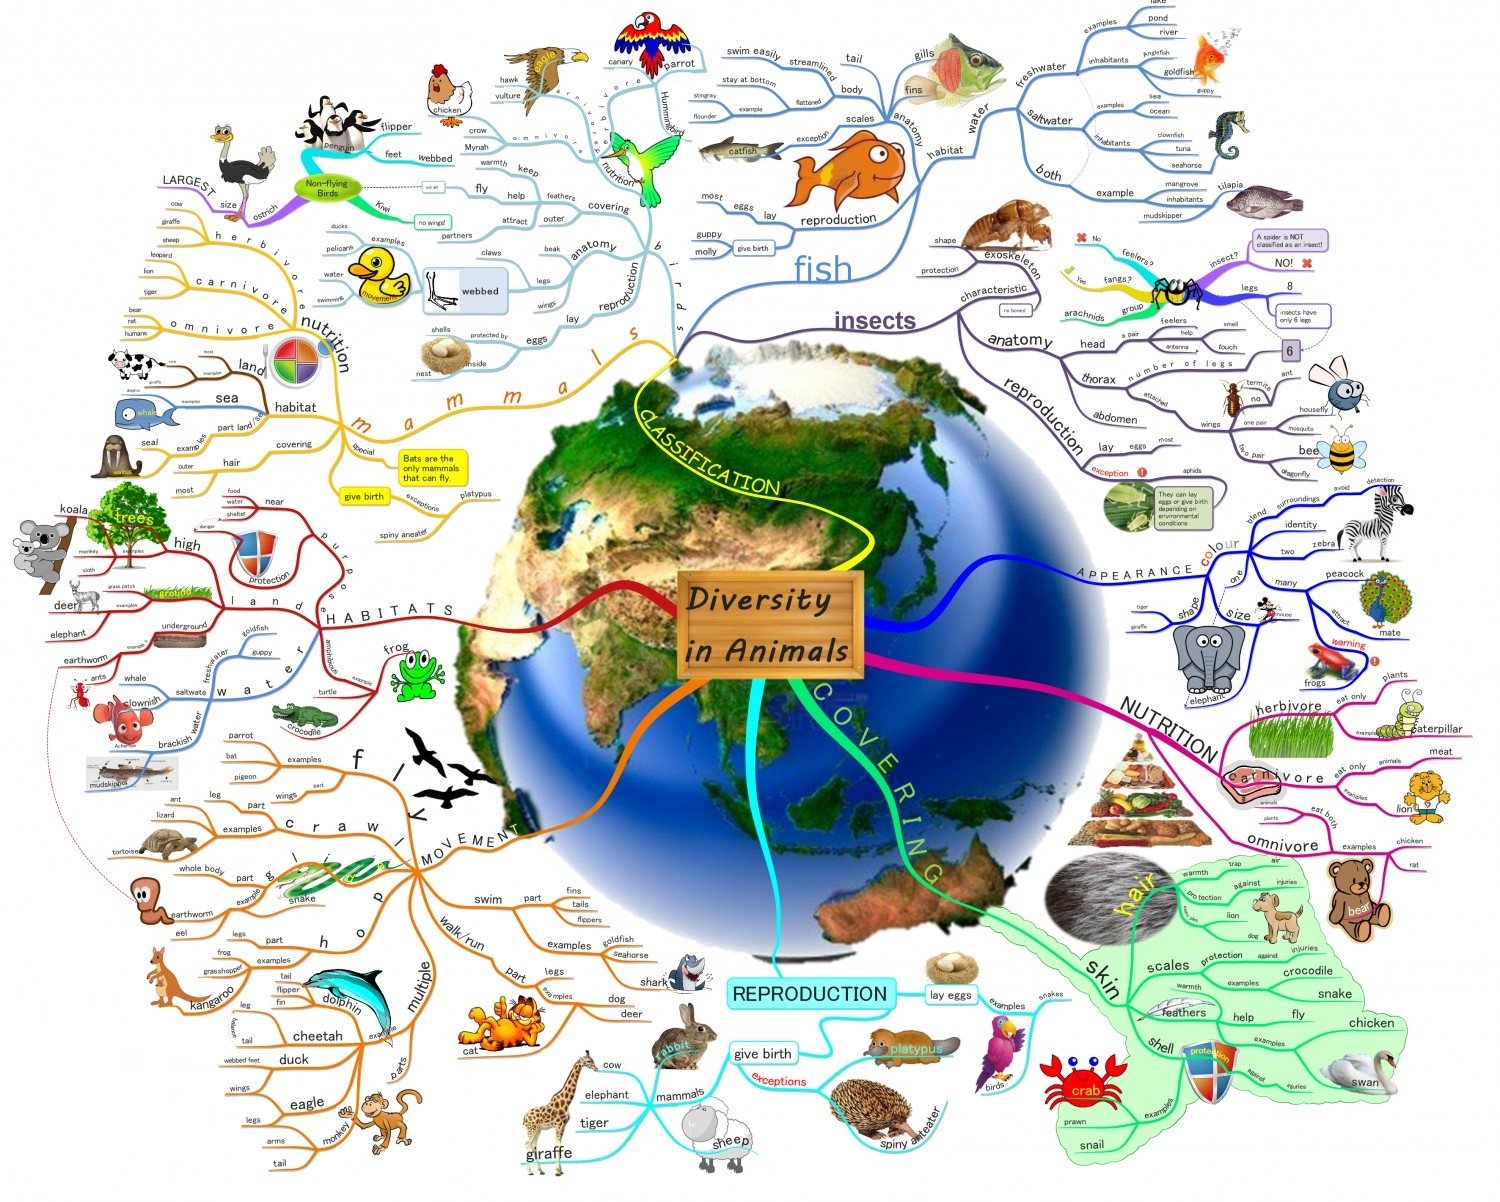 Diversity
in Animals
CLASSIFICATION
mammals
nutrition
herbivore
cow
giraffe
sheep
carnivore
leopard
lion
tiger
omnivore
bear
rat
humans
habitat
land
most
examples
cow
giraffe
sea
examples
dolphin
whale
part land/sea
examples
seal
walrus
covering
hair
outer
most
special
Bats are the
only mammals
that can fly.
give birth
exceptions
platypus
spiny aneater
birds
nutrition
carnivore
eagle
hawk
vulture
omnivore
chicken
crow
Mynah
herbivore
canary
parrot
Hummingbird
covering
feathers
outer
help
keep
warmth
fly
not all
attract
partners
Non-flying
Birds
penguin
flipper
feet
webbed
Kiwi
no wings!
ostrich
size
LARGEST
anatomy
beak
legs
claws
webbed
movement
examples
ducks
pelicans
water
swimming
wings
reproduction
lay
eggs
protected by
shells
inside
nest
fish
anatomy
gills
fins
tail
body
streamlined
swim easily
flattened
stay at bottom
example
stingray
flounder
scales
exception
catfish
reproduction
lay
eggs
most
give birth
guppy
molly
habitat
water
freshwater
examples
lake
pond
river
inhabitants
Anglefish
goldfish
guppy
saltwater
examples
sea
ocean
inhabitants
clownfish
tuna
seahorse
both
example
mangrove
inhabitants
tilapia
mudskipper
insects
characteristic
exoskeleton
shape
protection
no bones!
anatomy
head
feelers
a pair
help
smell
antenna
touch
thorax
number of legs
6
attached
wings
no
termite
ant
one pair
housefly
mosquito
two pair
bee
dragonfly
abdomen
reproduction
lay
eggs
most
exception
aphids
They can lay
eggs or give birth
depending on
environmental
conditions
insect?
A spider is NOT
classified as an insect!
NO!
legs
8
insects have
only 6 legs
feelers?
No
fangs?
Yes
group
arachnids
APPEARANCE
colour
blend
surroundings
avoid
detection
identity
two
zebra
one
many
peacock
attract
mate
warning
frogs
shape
tiger
giraffe
size
mouse
elephant
NUTRITION
herbivore
eat only
plants
examples
caterpillar
carnivore
eat only
animals
meat
examples
lion
omnivore
eat both
animals
plants
examples
chicken
rat
bear
COVERING
skin
hair
warmth
trap
air
protection
against
injuries
lion
dog
scales
protection
against
injuries
examples
crocodile
snake
feathers
warmth
help
fly
examples
chicken
swan
shell
protection
against
injuries
examples
crab
prawn
snail
REPRODUCTION
lay eggs
examples
snakes
birds
give birth
mammals
rabbit
cow
elephant
tiger
giraffe
sheep
exceptions
platypus
spiny anteater
MOVEMENT
fly
examples
parrot
bat
pigeon
part
wings
crawl
part
leg
examples
ant
lizard
tortoise
glide
part
whole body
example
snake
earthworm
eel
hop
part
legs
examples
frog
grasshopper
kangaroo
multiple
example
dolphin
tail
flipper
fin
cheetah
leg
balance
tail
duck
webbed feet
wings
eagle
legs
monkey
arms
tail
parts
walk/run
part
legs
examples
dog
deer
cat
swim
part
fins
tails
flippers
examples
goldfish
seahorse
shark
HABITATS
purpose
near
food
water
shelter
protection
danger
land
high
trees
examples
koala
monkey
sloth
ground
grass patch
examples
deer
elephant
underground
example
earthworm
ants
water
freshwater
goldfish
guppy
saltwate
whale
clownish
brackish water
Acherfish
mudskipper
amphibious
example
frog
turtle
crocodile